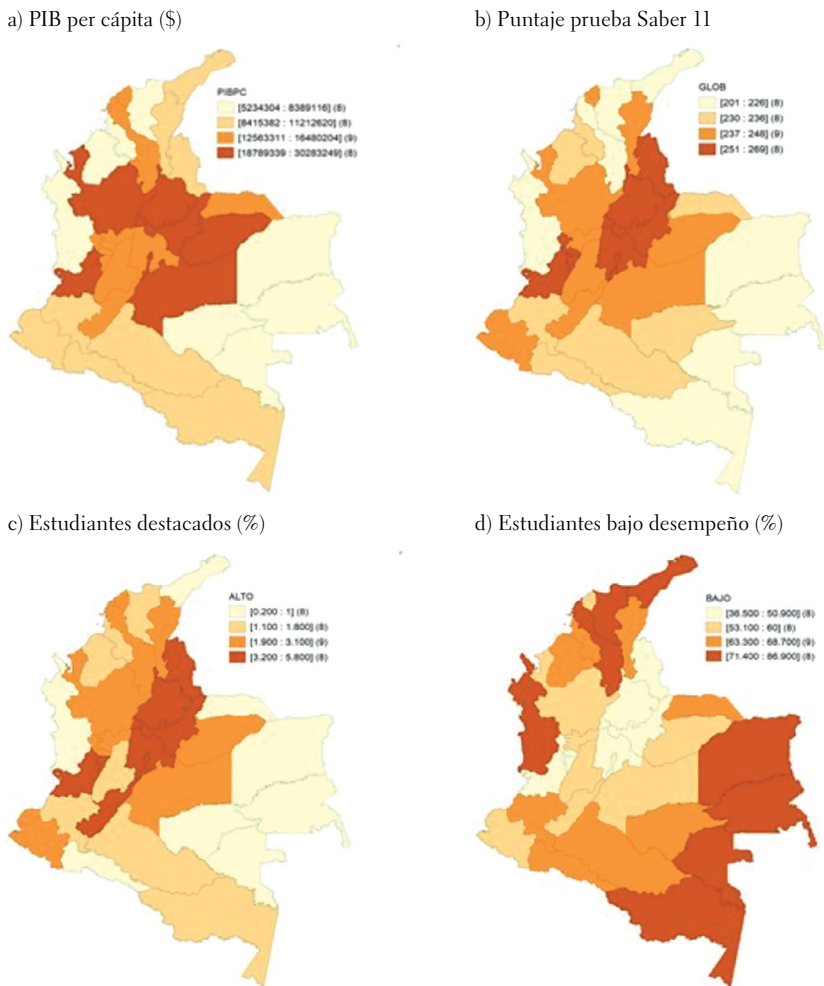 a) PIB per cápita ($)
PIBPC
[5234304 : 8389116] (8)
[8415382 : 11212620] (8)
[12563311 : 16480204] (9)
[18789339 : 30283249] (8)
b) Puntaje prueba Saber 11
GLOB
[201 : 226] (8)
[230 : 236] (8)
[237 : 248] (9)
[251 : 269] (8)
c) Estudiantes destacados (%)
ALTO
[0.200 : 1] (8)
[1.100 : 1.800] (8)
[1.900 : 3.100] (9)
[3.200 : 5.800] (8)
d) Estudiantes bajo desempeño (%)
BAJO
[36.500 : 50.900] (8)
[53.100 : 60] (8)
[63.300 : 68.700] (9)
[71.400 : 86.900] (8)